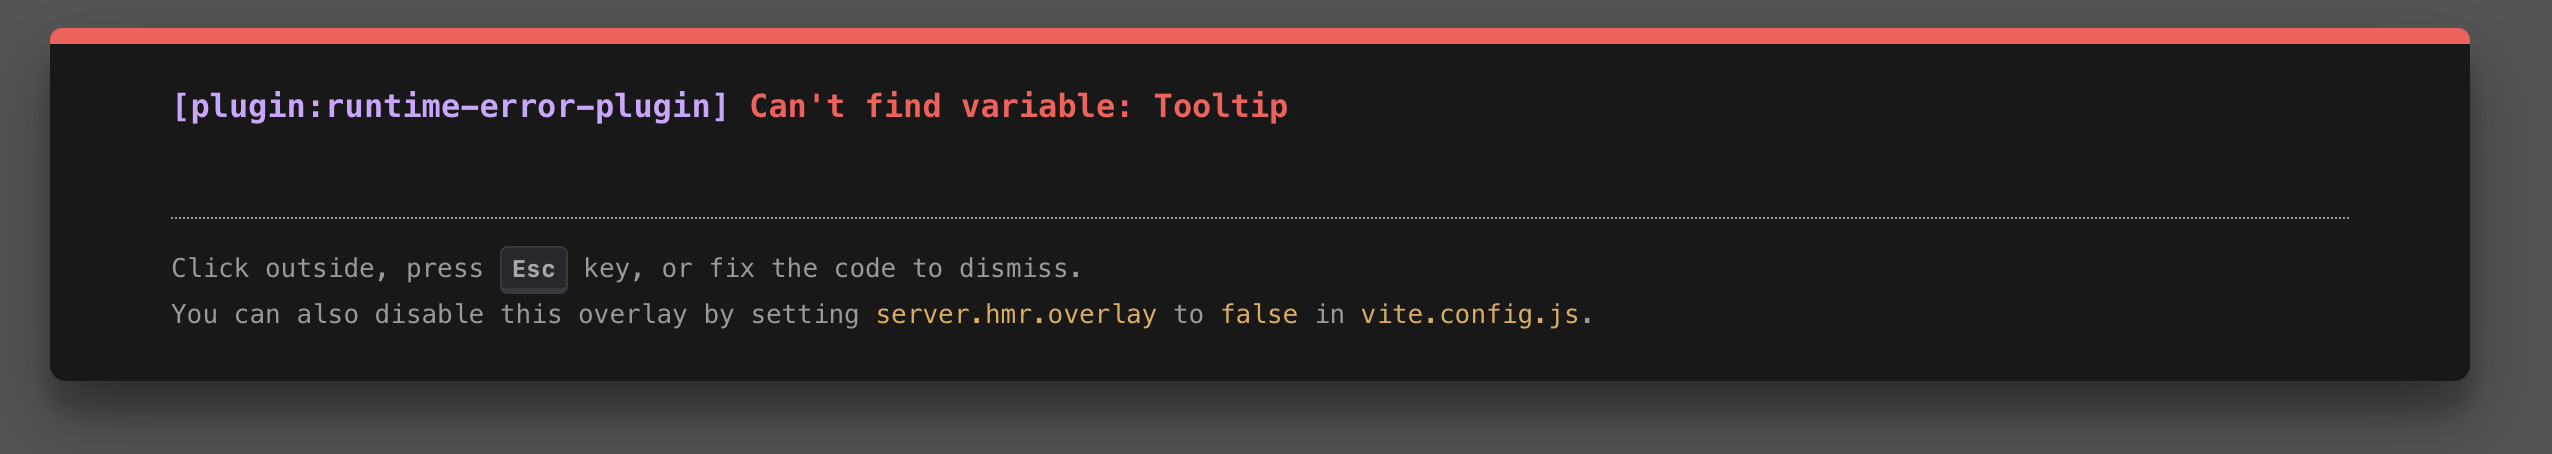 [plugin:runtime-error-plugin] Can't find variable: Tooltip
Click outside, press Esc key, or fix the code to dismiss.
You can also disable this overlay by setting server.hmr.overlay to false in vite.config.js.